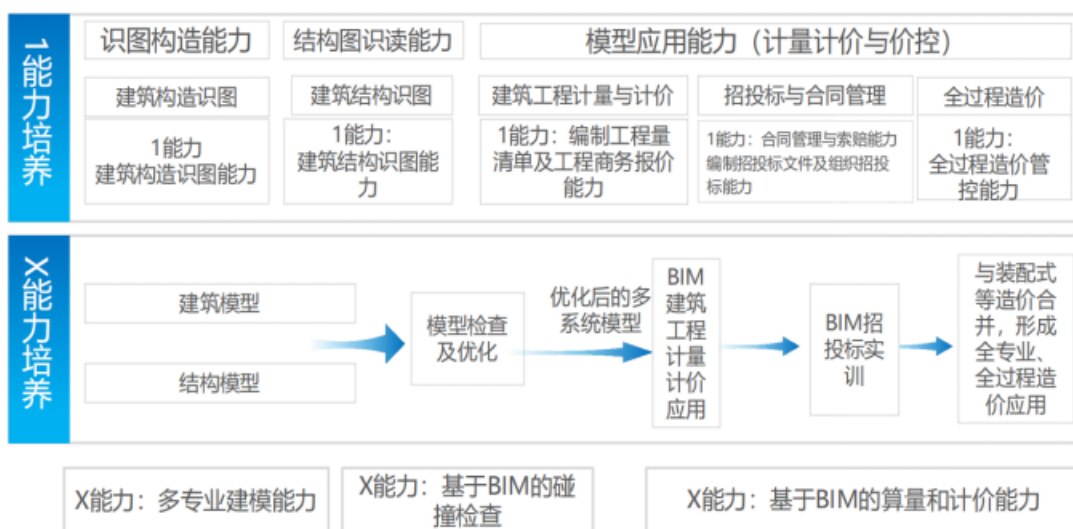 1能力培养
识图构造能力
结构图识读能力
模型应用能力（计量计价与价控）
建筑构造识图
建筑结构识图
建筑工程计量与计价
招投标与合同管理
全过程造价
1能力
建筑构造识图能力
1能力：
建筑结构识图能
力
1能力：编制工程量
清单及工程商务报价
能力
1能力：合同管理与索赔能力
编制招投标文件及组织招投
标能力
1能力：
全过程造价管
控能力
X能力培养
建筑模型
结构模型
模型检查
及优化
优化后的多
系统模型
BIM
建筑
工程
计量
计价
应用
BIM招
投标实
训
与装配式
等造价合
并，形成
全专业、
全过程造
价应用
X能力：多专业建模能力
X能力：基于BIM的碰
撞检查
X能力：基于BIM的算量和计价能力